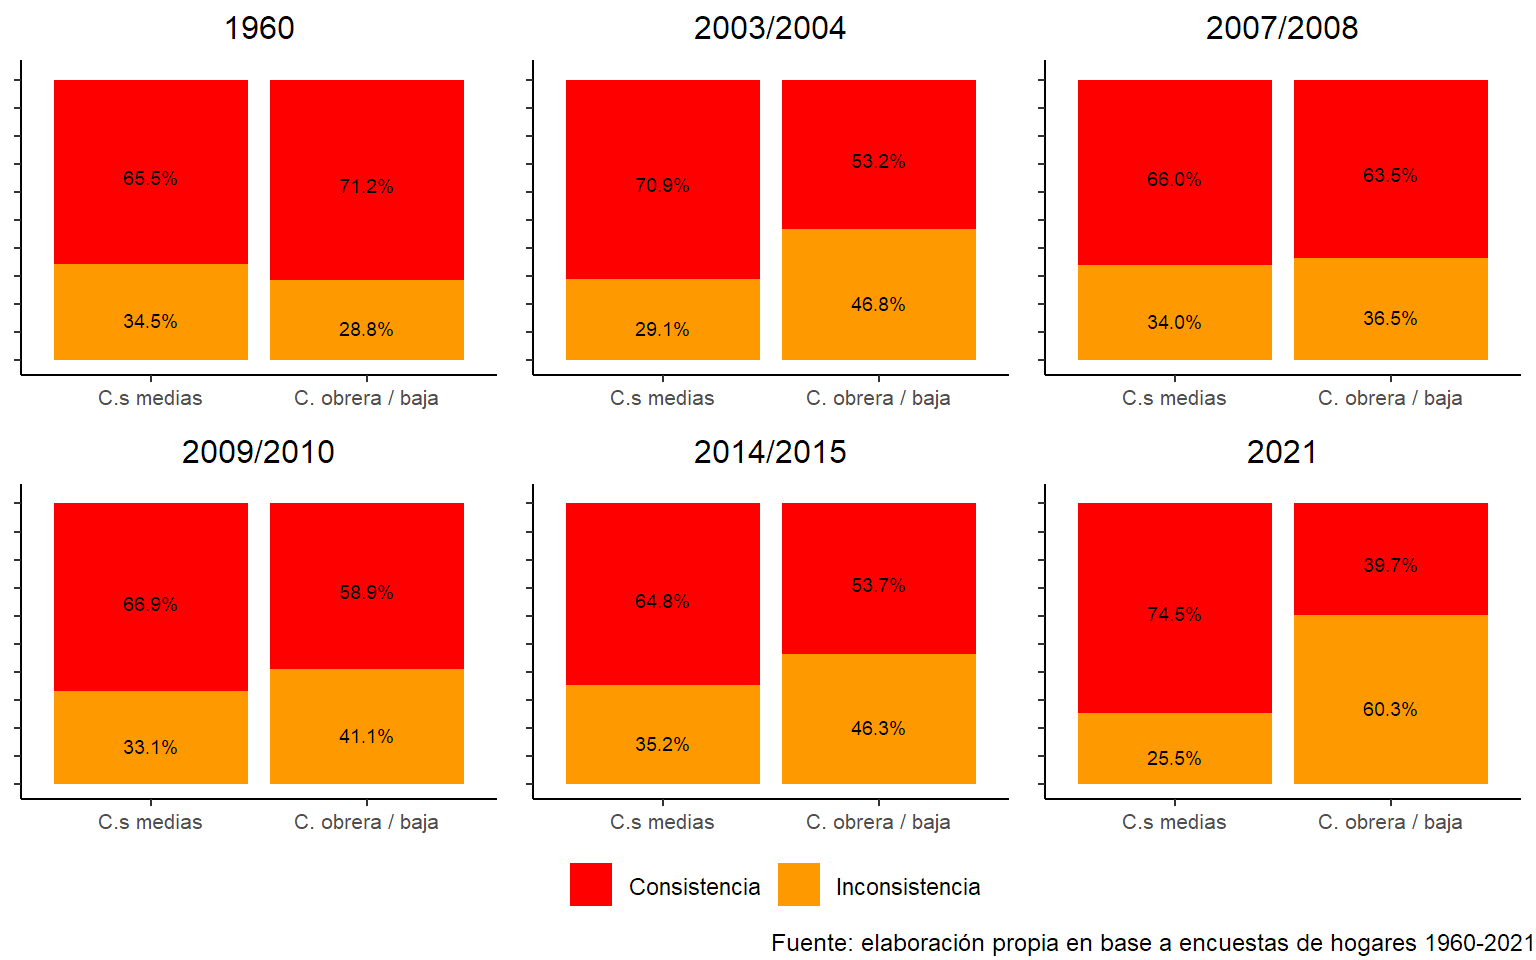 1960
2003/2004
2007/2008
65.5%
71.2%
34.5%
28.8%
70.9%
53.2%
29.1%
46.8%
66.0%
63.5%
34.0%
36.5%
C.s medias
C. obrera / baja
C.s medias
C. obrera / baja
C.s medias
C. obrera / baja
2009/2010
2014/2015
2021
66.9%
58.9%
33.1%
41.1%
64.8%
53.7%
35.2%
46.3%
74.5%
39.7%
25.5%
60.3%
C.s medias
C. obrera / baja
C.s medias
C. obrera / baja
C.s medias
C. obrera / baja
Consistencia
Inconsistencia
Fuente: elaboración propia en base a encuestas de hogares 1960-2021